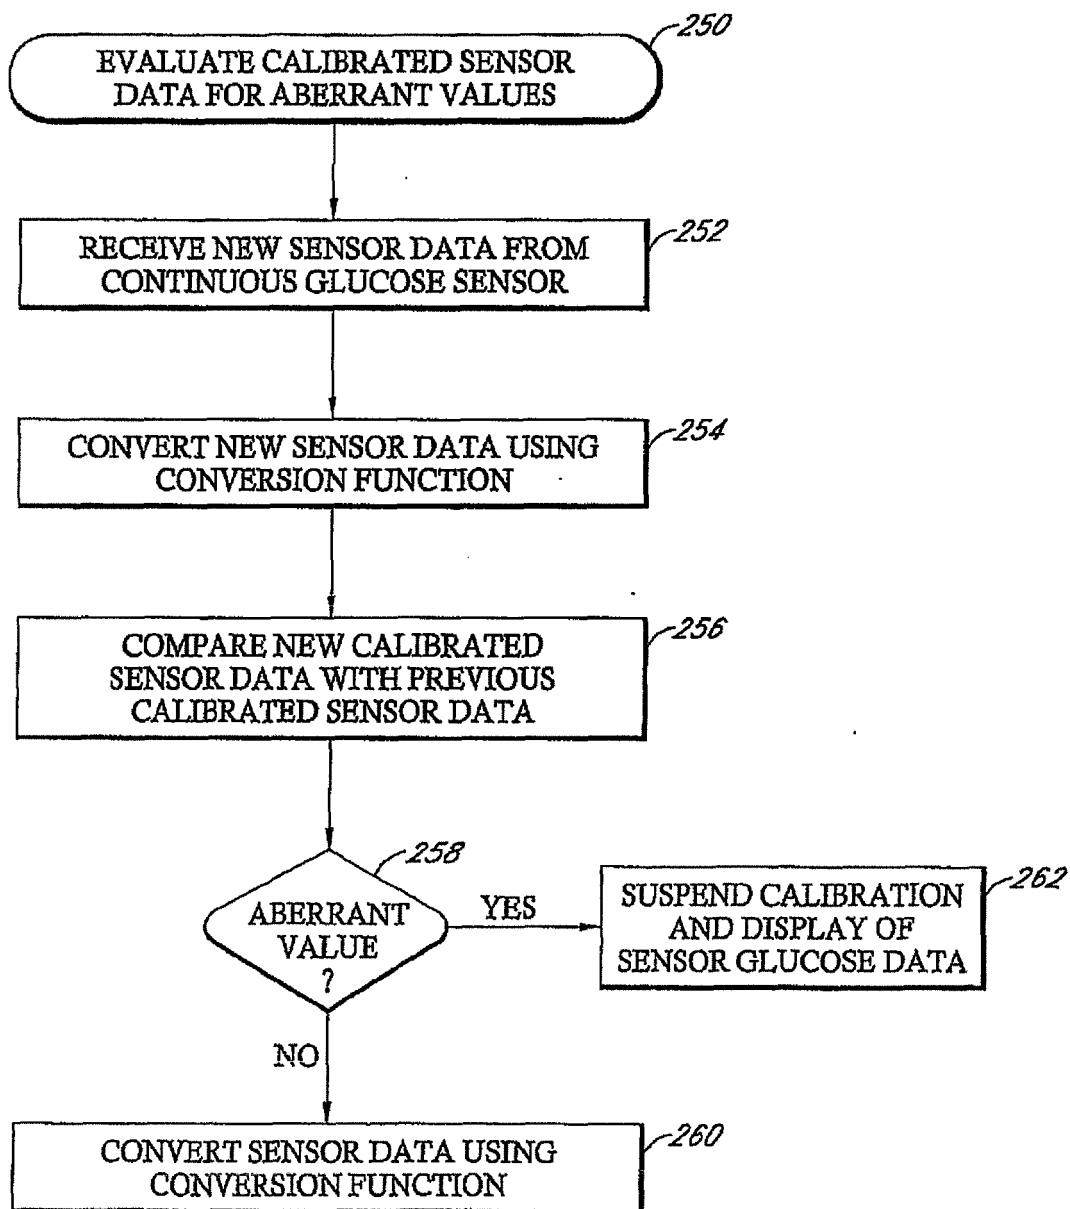 250
EVALUATE CALIBRATED SENSOR
DATA FOR ABERRANT VALUES
252
RECEIVE NEW SENSOR DATA FROM
CONTINUOUS GLUCOSE SENSOR
254
CONVERT NEW SENSOR DATA USING
CONVERSION FUNCTION
256
COMPARE NEW CALIBRATED
SENSOR DATA WITH PREVIOUS
CALIBRATED SENSOR DATA
258
ABERRANT
VALUE
?
YES
262
SUSPEND CALIBRATION
AND DISPLAY OF
SENSOR GLUCOSE DATA
NO
260
CONVERT SENSOR DATA USING
CONVERSION FUNCTION